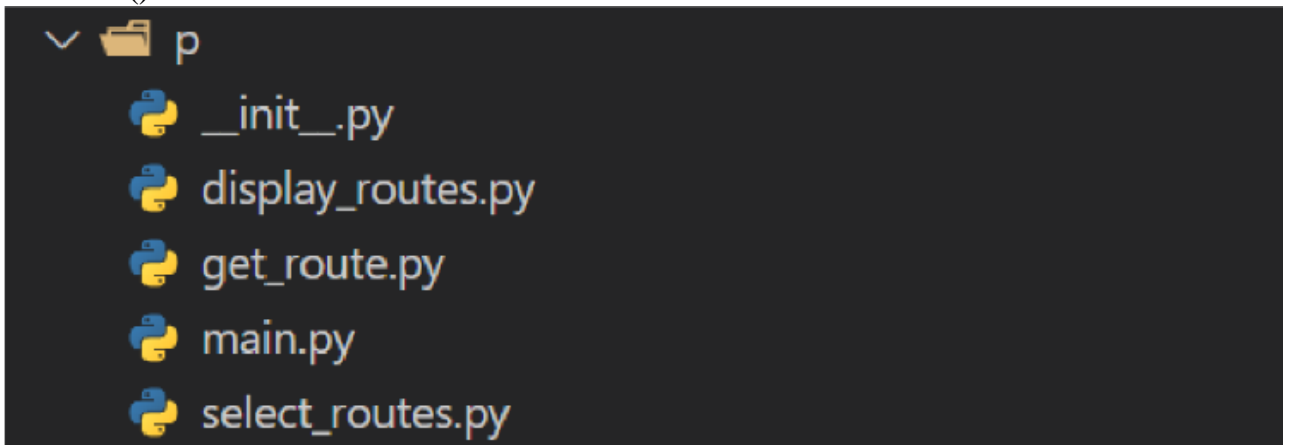 ()
p
__init__.py
display_routes.py
get_route.py
main.py
select_routes.py